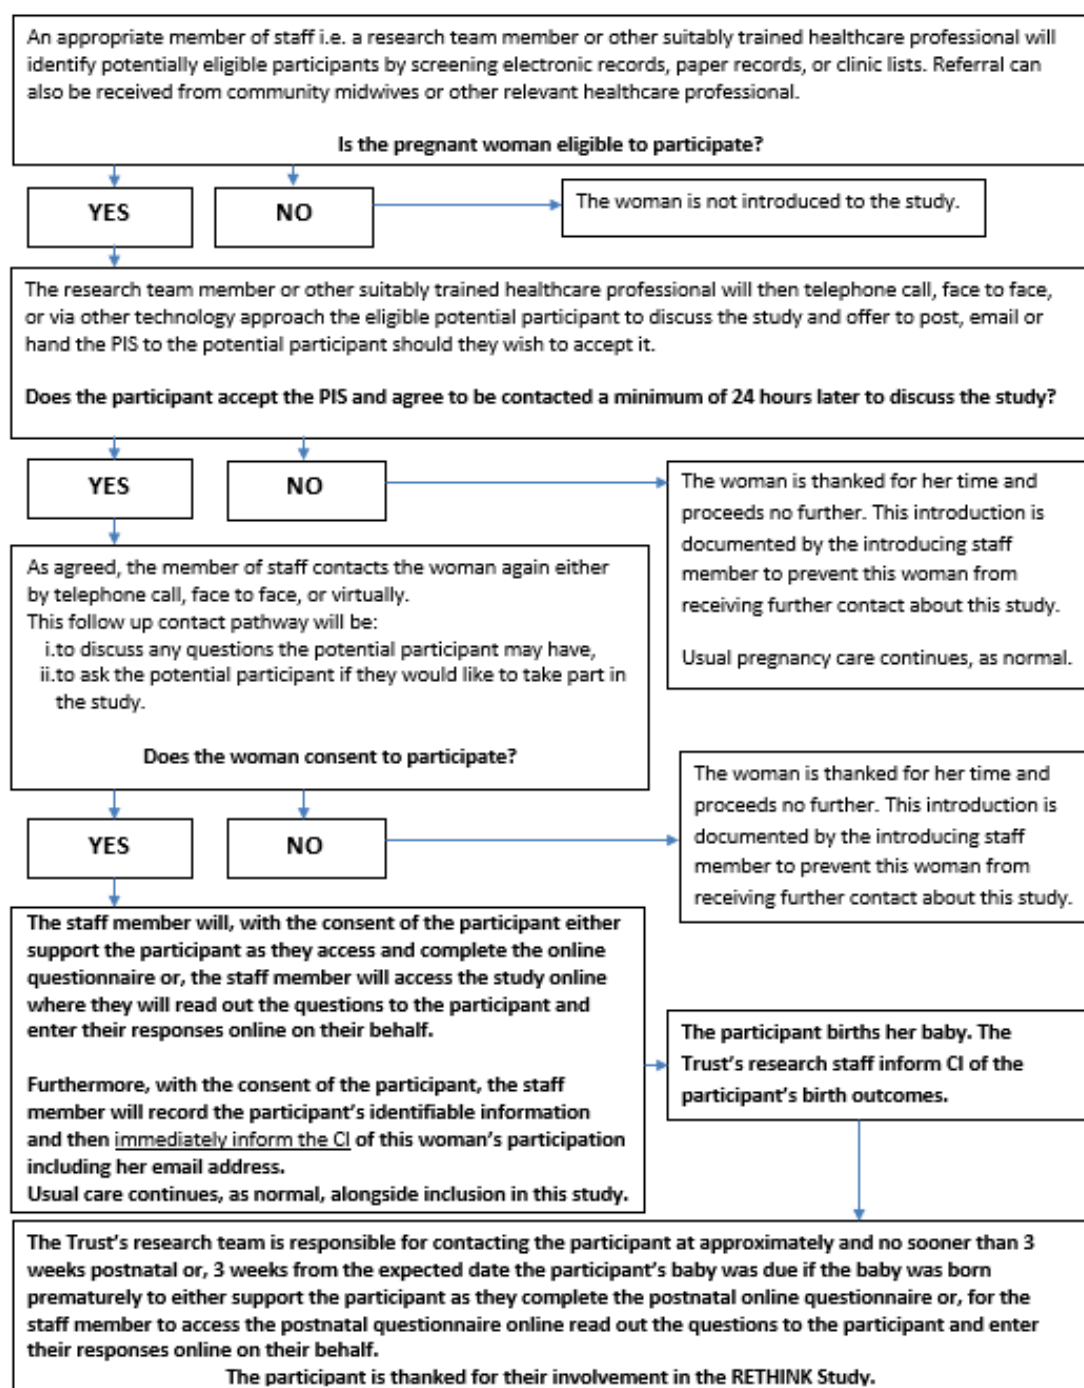 An appropriate member of staff i.e. a research team member or other suitably trained healthcare professional will
identify potentially eligible participants by screening electronic records, paper records, or clinic lists. Referral can
also be received from community midwives or other relevant healthcare professional.
Is the pregnant woman eligible to participate?
YES
NO
The woman is not introduced to the study.
The research team member or other suitably trained healthcare professional will then telephone call, face to face,
or via other technology approach the eligible potential participant to discuss the study and offer to post, email or
hand the PIS to the potential participant should they wish to accept it.
Does the participant accept the PIS and agree to be contacted a minimum of 24 hours later to discuss the study?
YES
NO
The woman is thanked for her time and
proceeds no further. This introduction is
documented by the introducing staff
member to prevent this woman from
receiving further contact about this study.
Usual pregnancy care continues, as normal.
As agreed, the member of staff contacts the woman again either
by telephone call, face to face, or virtually.
This follow up contact pathway will be:
i.to discuss any questions the potential participant may have,
ii.to ask the potential participant if they would like to take part in
the study.
Does the woman consent to participate?
YES
NO
The woman is thanked for her time and
proceeds no further. This introduction is
documented by the introducing staff
member to prevent this woman from
receiving further contact about this study.
The staff member will, with the consent of the participant either
support the participant as they access and complete the online
questionnaire or, the staff member will access the study online
where they will read out the questions to the participant and
enter their responses online on their behalf.
Furthermore, with the consent of the participant, the staff
member will record the participant's identifiable information
and then immediately inform the CI of this woman's participation
including her email address.
Usual care continues, as normal, alongside inclusion in this study.
The participant births her baby. The
Trust's research staff inform CI of the
participant's birth outcomes.
The Trust's research team is responsible for contacting the participant at approximately and no sooner than 3
weeks postnatal or, 3 weeks from the expected date the participant's baby was due if the baby was born
prematurely to either support the participant as they complete the postnatal online questionnaire or, for the
staff member to access the postnatal questionnaire online read out the questions to the participant and enter
their responses online on their behalf.
The participant is thanked for their involvement in the RETHINK Study.